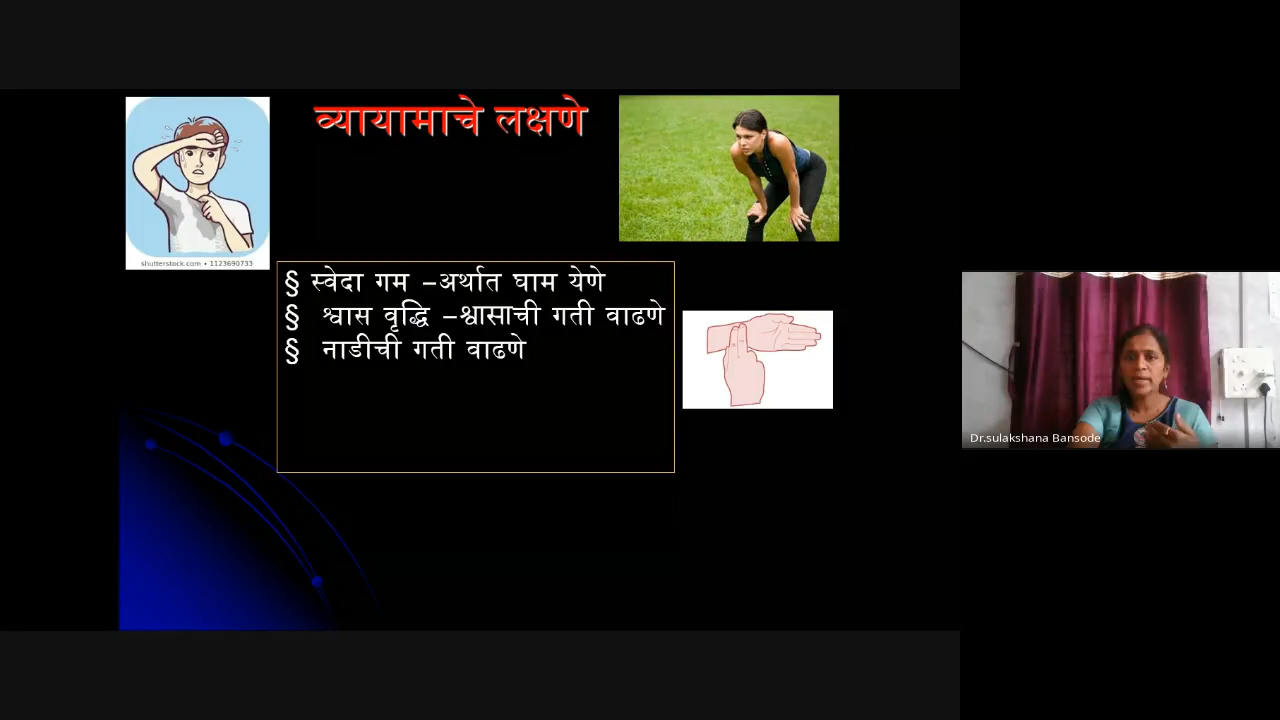 व्यायामाचे लक्षणे
shutterstock.com • 1123690733
§ स्वेदा गम –अर्थात घाम येणे
§ श्वास वृद्धि –श्वासाची गती वाढणे
§ नाडीची गती वाढणे
Dr.sulakshana Bansode